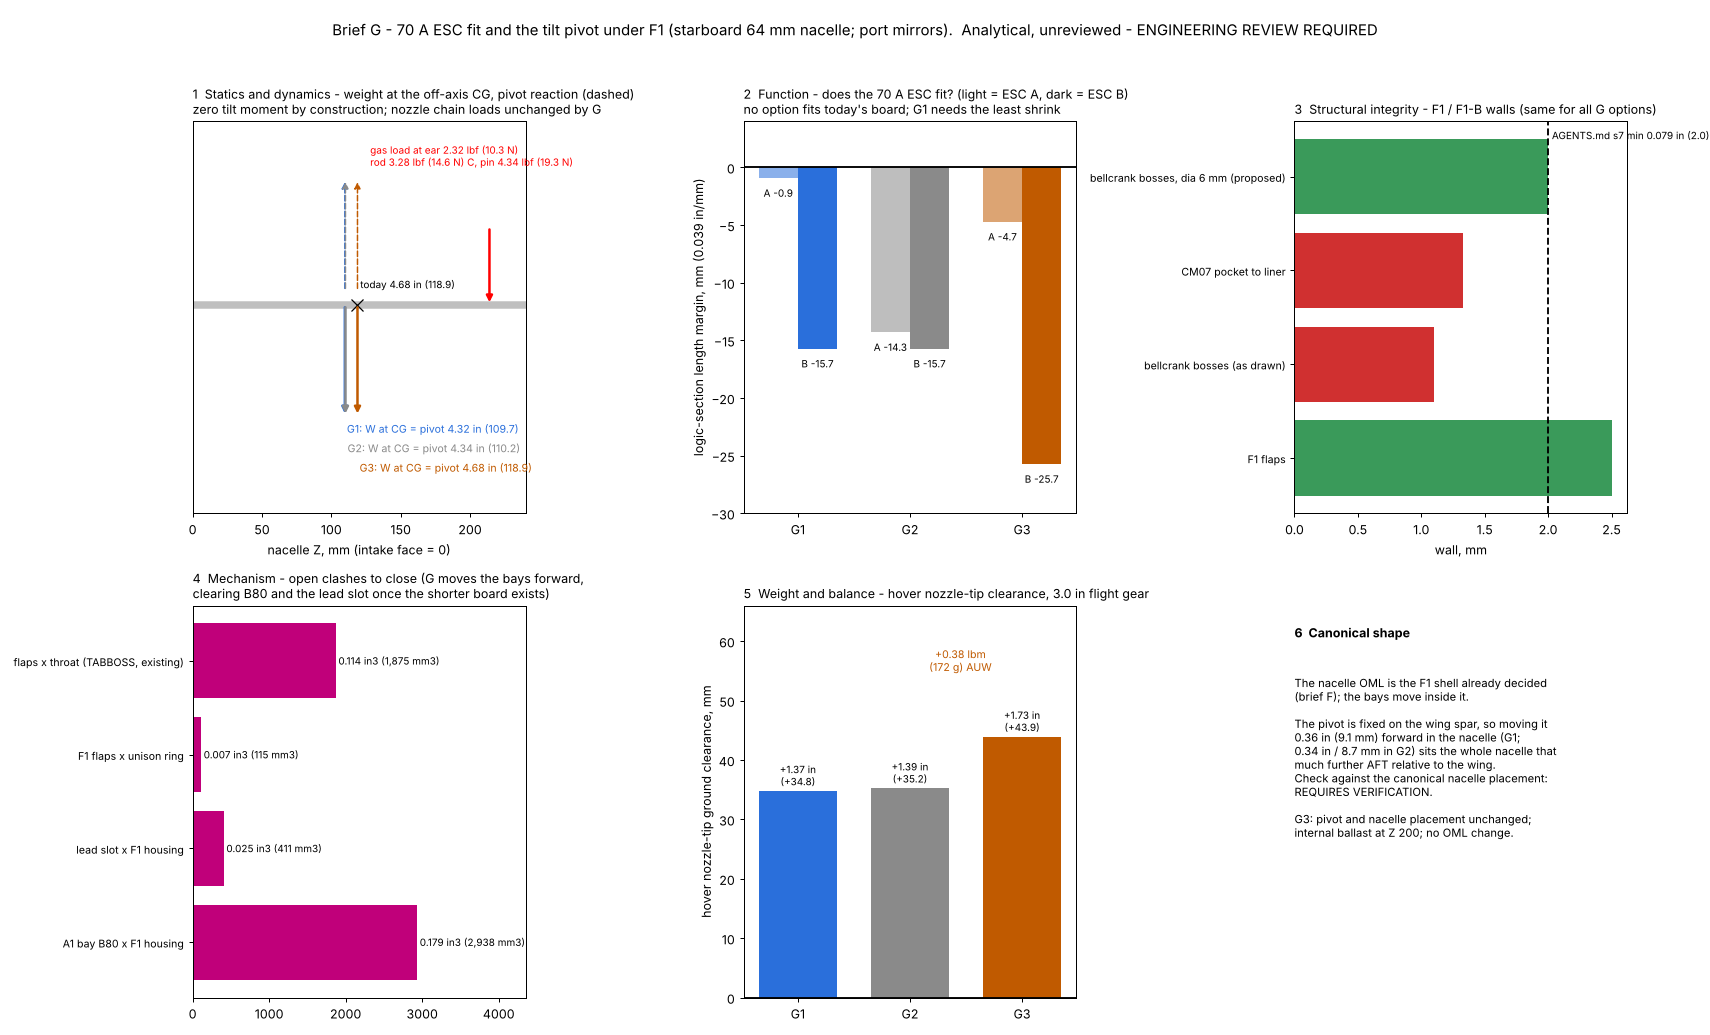 Brief G - 70 A ESC fit and the tilt pivot under F1 (starboard 64 mm nacelle; port mirrors).  Analytical, unreviewed - ENGINEERING REVIEW REQUIRED
1  Statics and dynamics - weight at the off-axis CG, pivot reaction (dashed)
zero tilt moment by construction; nozzle chain loads unchanged by G
gas load at ear 2.32 lbf (10.3 N)
rod 3.28 lbf (14.6 N) C, pin 4.34 lbf (19.3 N)
today 4.68 in (118.9)
G1: W at CG = pivot 4.32 in (109.7)
G2: W at CG = pivot 4.34 in (110.2)
G3: W at CG = pivot 4.68 in (118.9)
0 50 100 150 200
nacelle Z, mm (intake face = 0)
2  Function - does the 70 A ESC fit? (light = ESC A, dark = ESC B)
no option fits today's board; G1 needs the least shrink
logic-section length margin, mm (0.039 in/mm)
0
−5
−10
−15
−20
−25
−30
A -0.9
B -15.7
A -14.3
B -15.7
A -4.7
B -25.7
G1 G2 G3
3  Structural integrity - F1 / F1-B walls (same for all G options)
AGENTS.md s7 min 0.079 in (2.0)
bellcrank bosses, dia 6 mm (proposed)
CM07 pocket to liner
bellcrank bosses (as drawn)
F1 flaps
0.0 0.5 1.0 1.5 2.0 2.5
wall, mm
4  Mechanism - open clashes to close (G moves the bays forward,
clearing B80 and the lead slot once the shorter board exists)
flaps x throat (TABBOSS, existing)
0.114 in3 (1,875 mm3)
F1 flaps x unison ring
0.007 in3 (115 mm3)
lead slot x F1 housing
0.025 in3 (411 mm3)
A1 bay B80 x F1 housing
0.179 in3 (2,938 mm3)
0 1000 2000 3000 4000
5  Weight and balance - hover nozzle-tip clearance, 3.0 in flight gear
hover nozzle-tip ground clearance, mm
60
50
40
30
20
10
0
+0.38 lbm
(172 g) AUW
+1.37 in
(+34.8)
+1.39 in
(+35.2)
+1.73 in
(+43.9)
G1 G2 G3
6  Canonical shape
The nacelle OML is the F1 shell already decided
(brief F); the bays move inside it.
The pivot is fixed on the wing spar, so moving it
0.36 in (9.1 mm) forward in the nacelle (G1;
0.34 in / 8.7 mm in G2) sits the whole nacelle that
much further AFT relative to the wing.
Check against the canonical nacelle placement:
REQUIRES VERIFICATION.
G3: pivot and nacelle placement unchanged;
internal ballast at Z 200; no OML change.